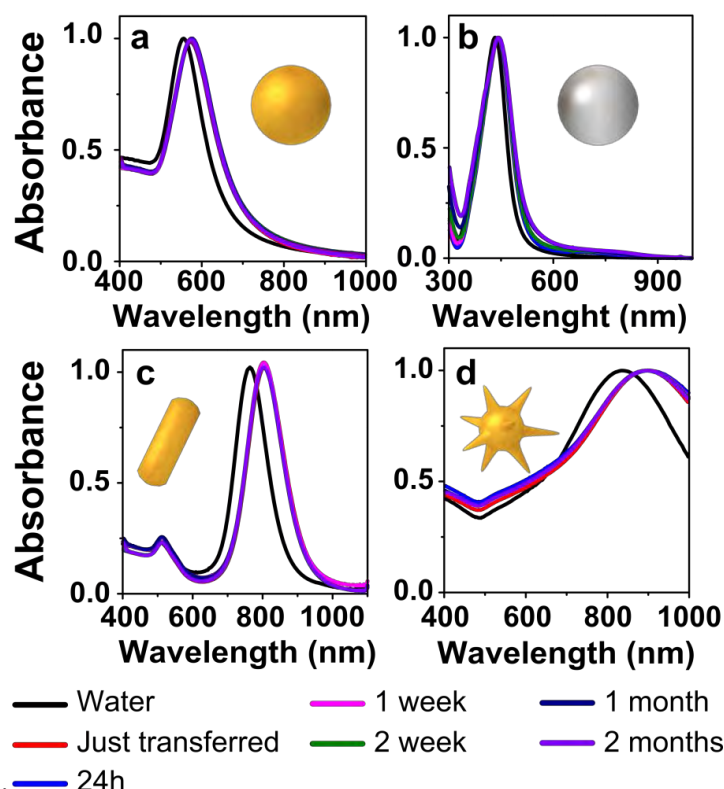 a
b
1.0
0.5
0.0
Absorbance
400 600 800 1000
Wavelength (nm)
1.0
0.5
0.0
300 600 900
Wavelenght (nm)
c
d
1.0
0.5
0.0
Absorbance
400 600 800 1000
Wavelength (nm)
1.0
0.5
0.0
400 600 800 1000
Wavelength (nm)
Water
1 week
1 month
Just transferred
2 week
2 months
24h